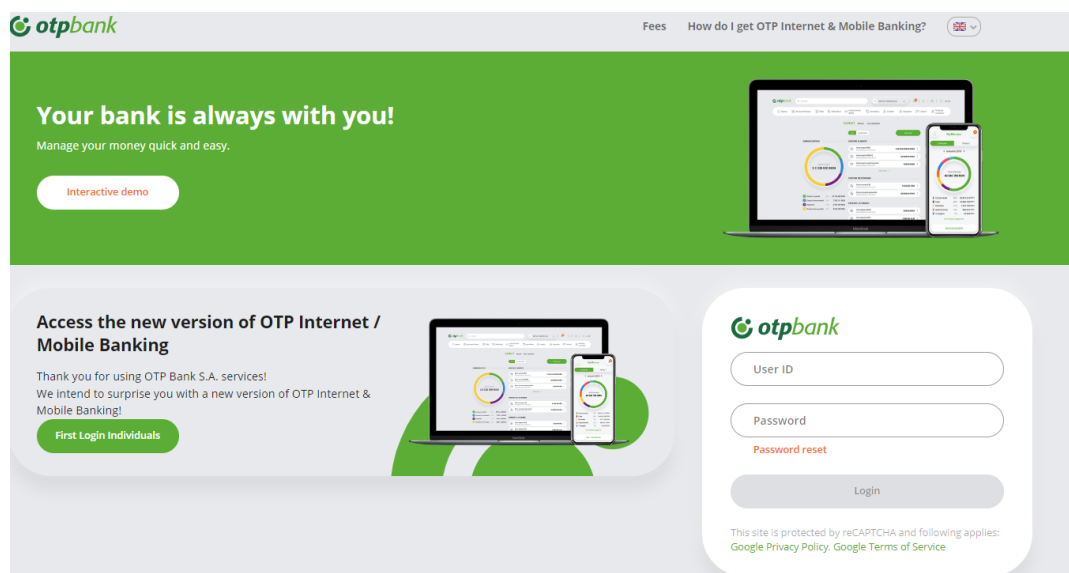 otpbank
Fees How do I get OTP Internet & Mobile Banking?
Your bank is always with you!
Manage your money quick and easy.
Interactive demo
Access the new version of OTP Internet /
Mobile Banking
Thank you for using OTP Bank S.A. services!
We intend to surprise you with a new version of OTP Internet &
Mobile Banking!
First Login Individuals
otpbank
User ID
Password
Password reset
Login
This site is protected by reCAPTCHA and following applies:
Google Privacy Policy. Google Terms of Service